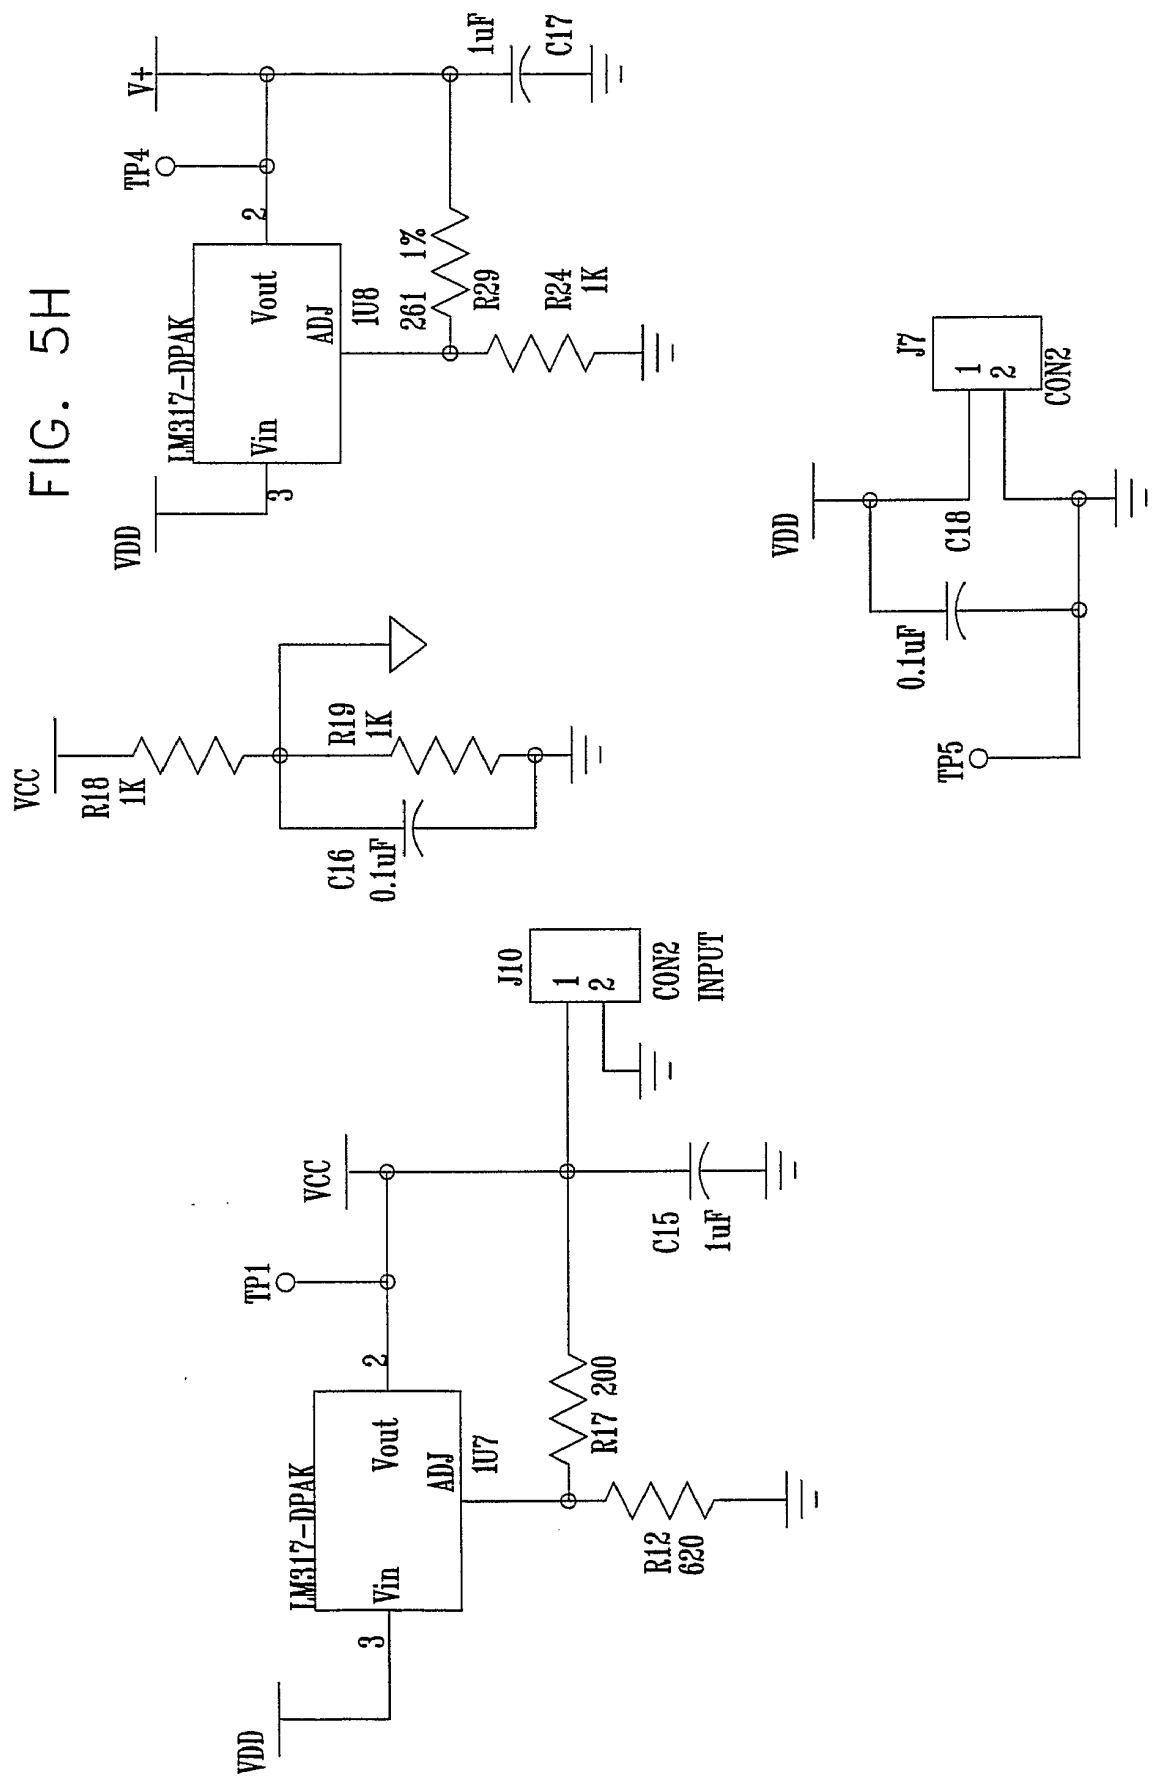 FIG. 5H
VDD
TP1
VCC
LM317-DPAK
3
Vin
Vout
2
ADJ
1U7
R17 200
R12
620
C15
1uF
J10
1
2
CON2
INPUT
VCC
R18
1K
R19
1K
C16
0.1uF
VDD
TP4
V+
LM317-DPAK
3
Vin
Vout
2
ADJ
1U8
261 1%
R29
R24
1K
1uF
C17
VDD
J7
1
2
CON2
C18
0.1uF
TP5